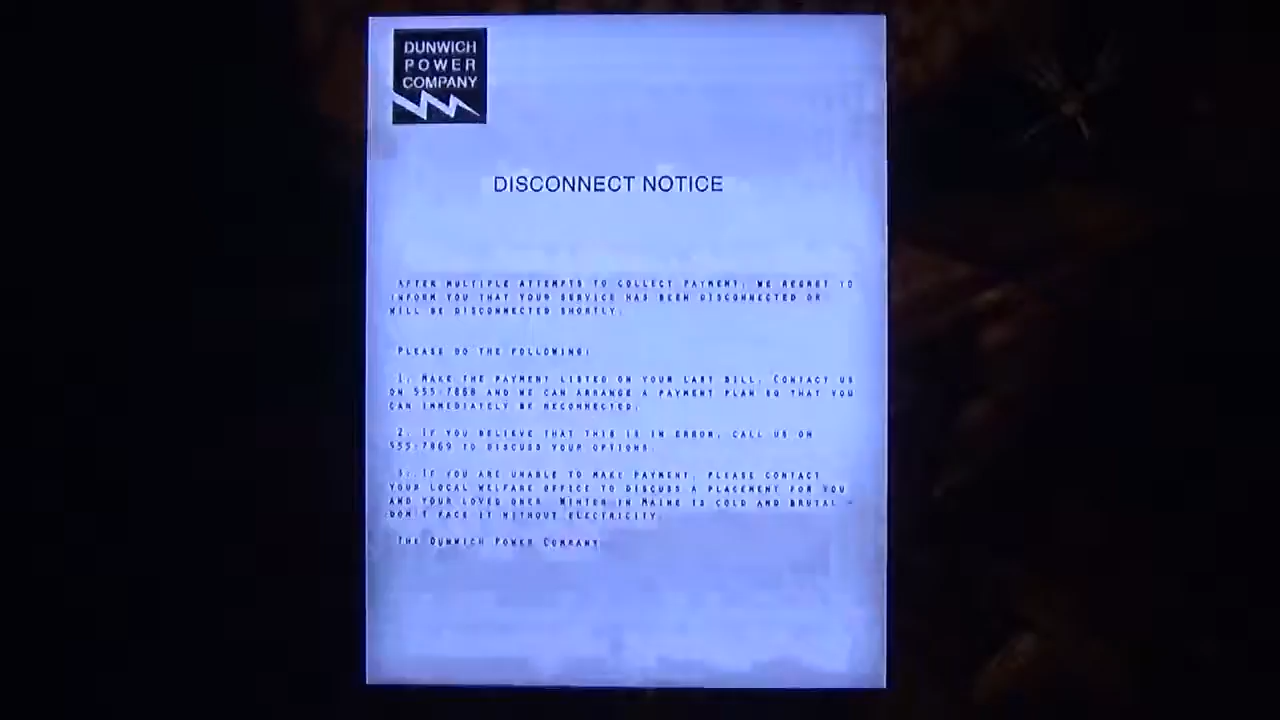 DUNWICH
POWER
COMPANY
DISCONNECT NOTICE
AFTER MULTIPLE ATTEMPTS TO COLLECT PAYMENT, WE REGRET TO
INFORM YOU THAT YOUR SERVICE HAS BEEN DISCONNECTED OR
WILL BE DISCONNECTED SHORTLY.
PLEASE DO THE FOLLOWING:
1. MAKE THE PAYMENT LISTED ON YOUR LAST BILL. CONTACT US
ON 555-7868 AND WE CAN ARRANGE A PAYMENT PLAN SO THAT YOU
CAN IMMEDIATELY BE RECONNECTED.
2. IF YOU BELIEVE THAT THIS IS IN ERROR, CALL US ON
555-7869 TO DISCUSS YOUR OPTIONS.
3. IF YOU ARE UNABLE TO MAKE PAYMENT, PLEASE CONTACT
YOUR LOCAL WELFARE OFFICE TO DISCUSS A PLACEMENT FOR YOU
AND YOUR LOVED ONES. WINTER IN MAINE IS COLD AND BRUTAL -
DON'T FACE IT WITHOUT ELECTRICITY.
THE DUNWICH POWER COMPANY